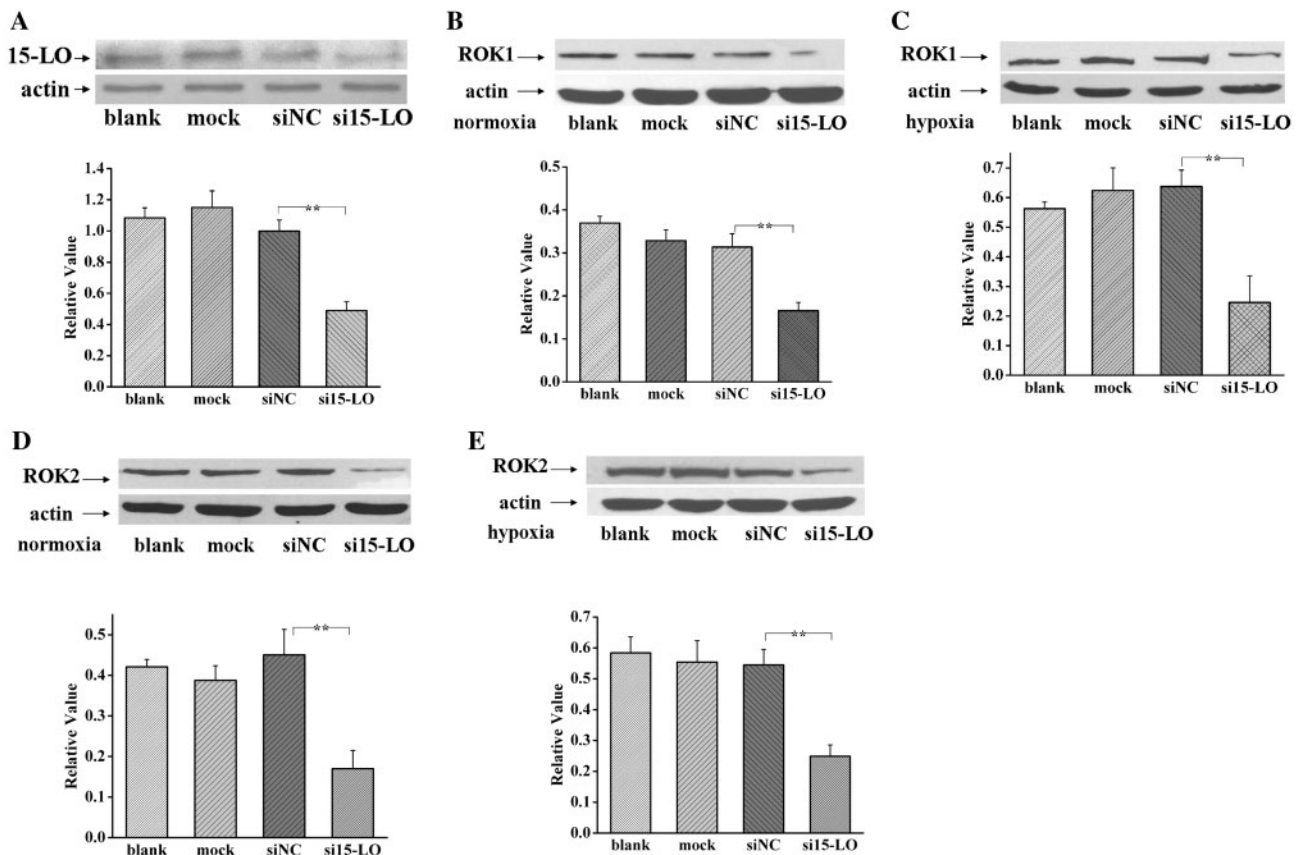 A
15-LO
actin
blank mock siNC si15-LO
1.4
1.2
1.0
0.8
0.6
0.4
0.2
0.0
Relative Value
**
blank mock siNC si15-LO
B
ROK1
actin
normoxia blank mock siNC si15-LO
0.5
0.4
0.3
0.2
0.1
0.0
Relative Value
**
blank mock siNC si15-LO
C
ROK1
actin
hypoxia blank mock siNC si15-LO
0.7
0.6
0.5
0.4
0.3
0.2
0.1
0.0
Relative Value
**
blank mock siNC si15-LO
D
ROK2
actin
normoxia blank mock siNC si15-LO
0.5
0.4
0.3
0.2
0.1
0.0
Relative Value
**
blank mock siNC si15-LO
E
ROK2
actin
hypoxia blank mock siNC si15-LO
0.7
0.6
0.5
0.4
0.3
0.2
0.1
0.0
Relative Value
**
blank mock siNC si15-LO